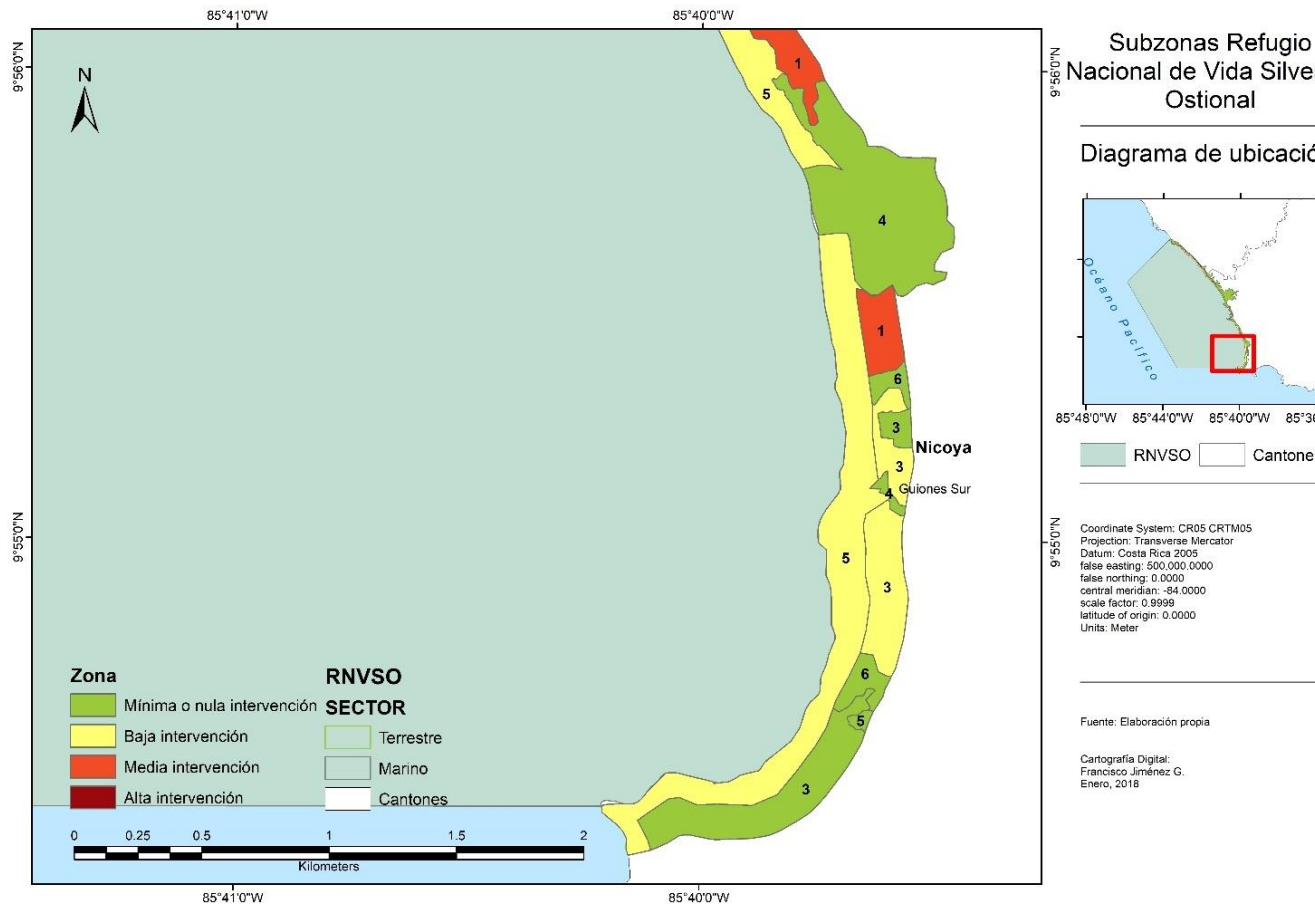 85°41'0"W
85°40'0"W
9°56'0"N
9°56'0"N
N
1
5
4
1
6
3
Nicoya
3
4
Guiones Sur
9°55'0"N
9°55'0"N
5
3
6
5
3
Zona
Mínima o nula intervención
Baja intervención
Media intervención
Alta intervención
RNVSO
SECTOR
Terrestre
Marino
Cantones
0
0.25
0.5
1
1.5
2
Kilometers
85°41'0"W
85°40'0"W
Subzonas Refugio
Nacional de Vida Silve
Ostional
Diagrama de ubicació
Océano Pacífico
85°48'0"W
85°44'0"W
85°40'0"W
85°36
RNVSO
Cantone
Coordinate System: CR05 CRTM05
Projection: Transverse Mercator
Datum: Costa Rica 2005
false easting: 500,000.0000
false northing: 0.0000
central meridian: -84.0000
scale factor: 0.9999
latitude of origin: 0.0000
Units: Meter
Fuente: Elaboración propia
Cartografía Digital:
Francisco Jiménez G.
Enero, 2018